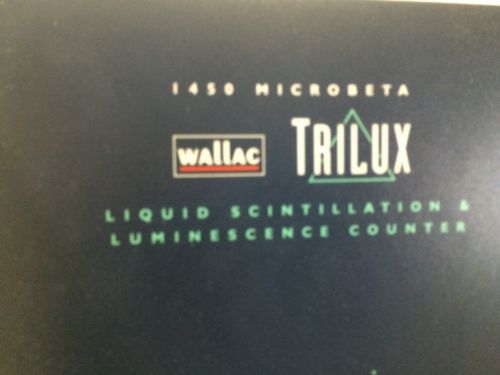 1450 MICROBETA
WALLAC TRILUX
LIQUID SCINTILLATION &
LUMINESCENCE COUNTER